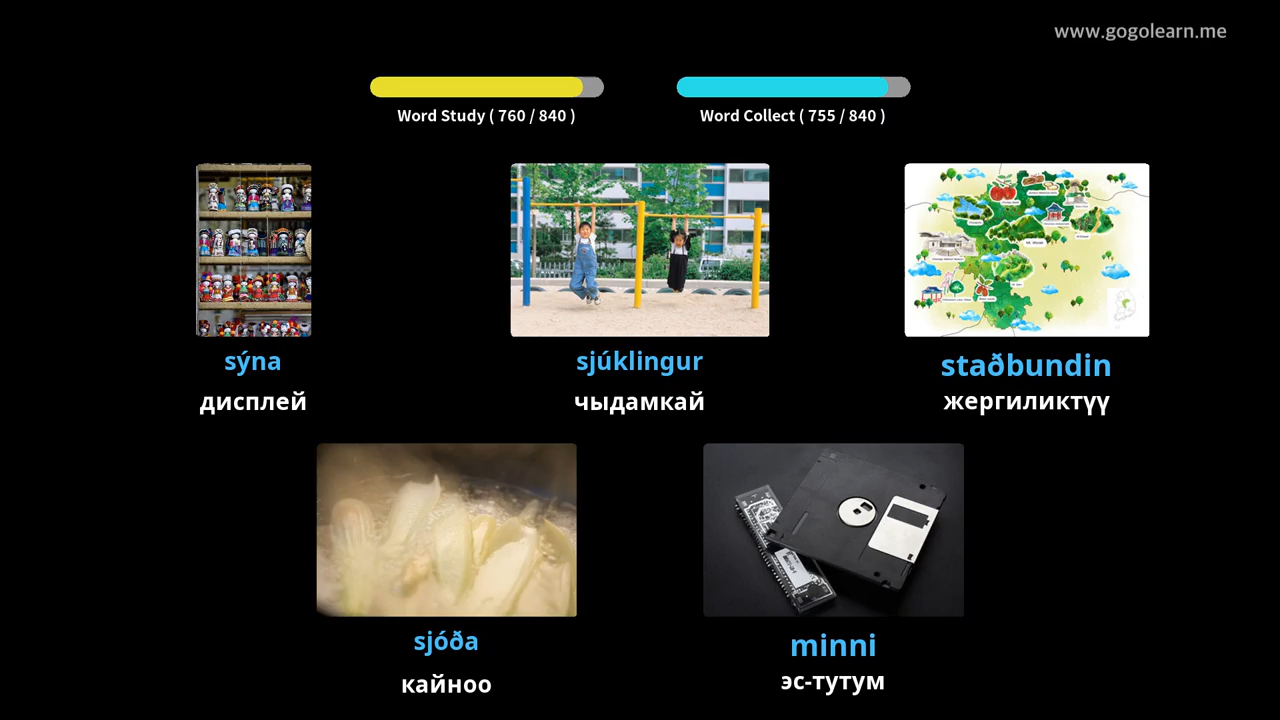 www.gogolearn.me
Word Study ( 760 / 840 )
Word Collect ( 755 / 840 )
sýna
дисплей
sjúklingur
чыдамкай
staðbundin
жергиликтүү
sjóða
кайноо
minni
эс-тутум